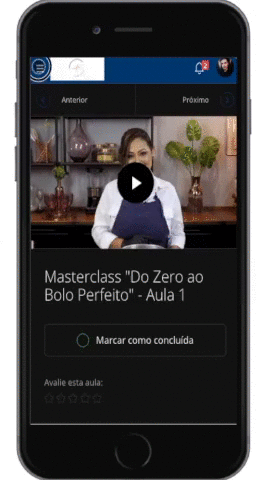 2
Anterior Próximo
Masterclass "Do Zero ao
Bolo Perfeito" - Aula 1
Marcar como concluída
Avalie esta aula: